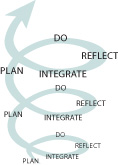 DO
REFLECT
PLAN
INTEGRATE
DO
REFLECT
PLAN
INTEGRATE
DO
REFLECT
INTEGRATE
PLAN